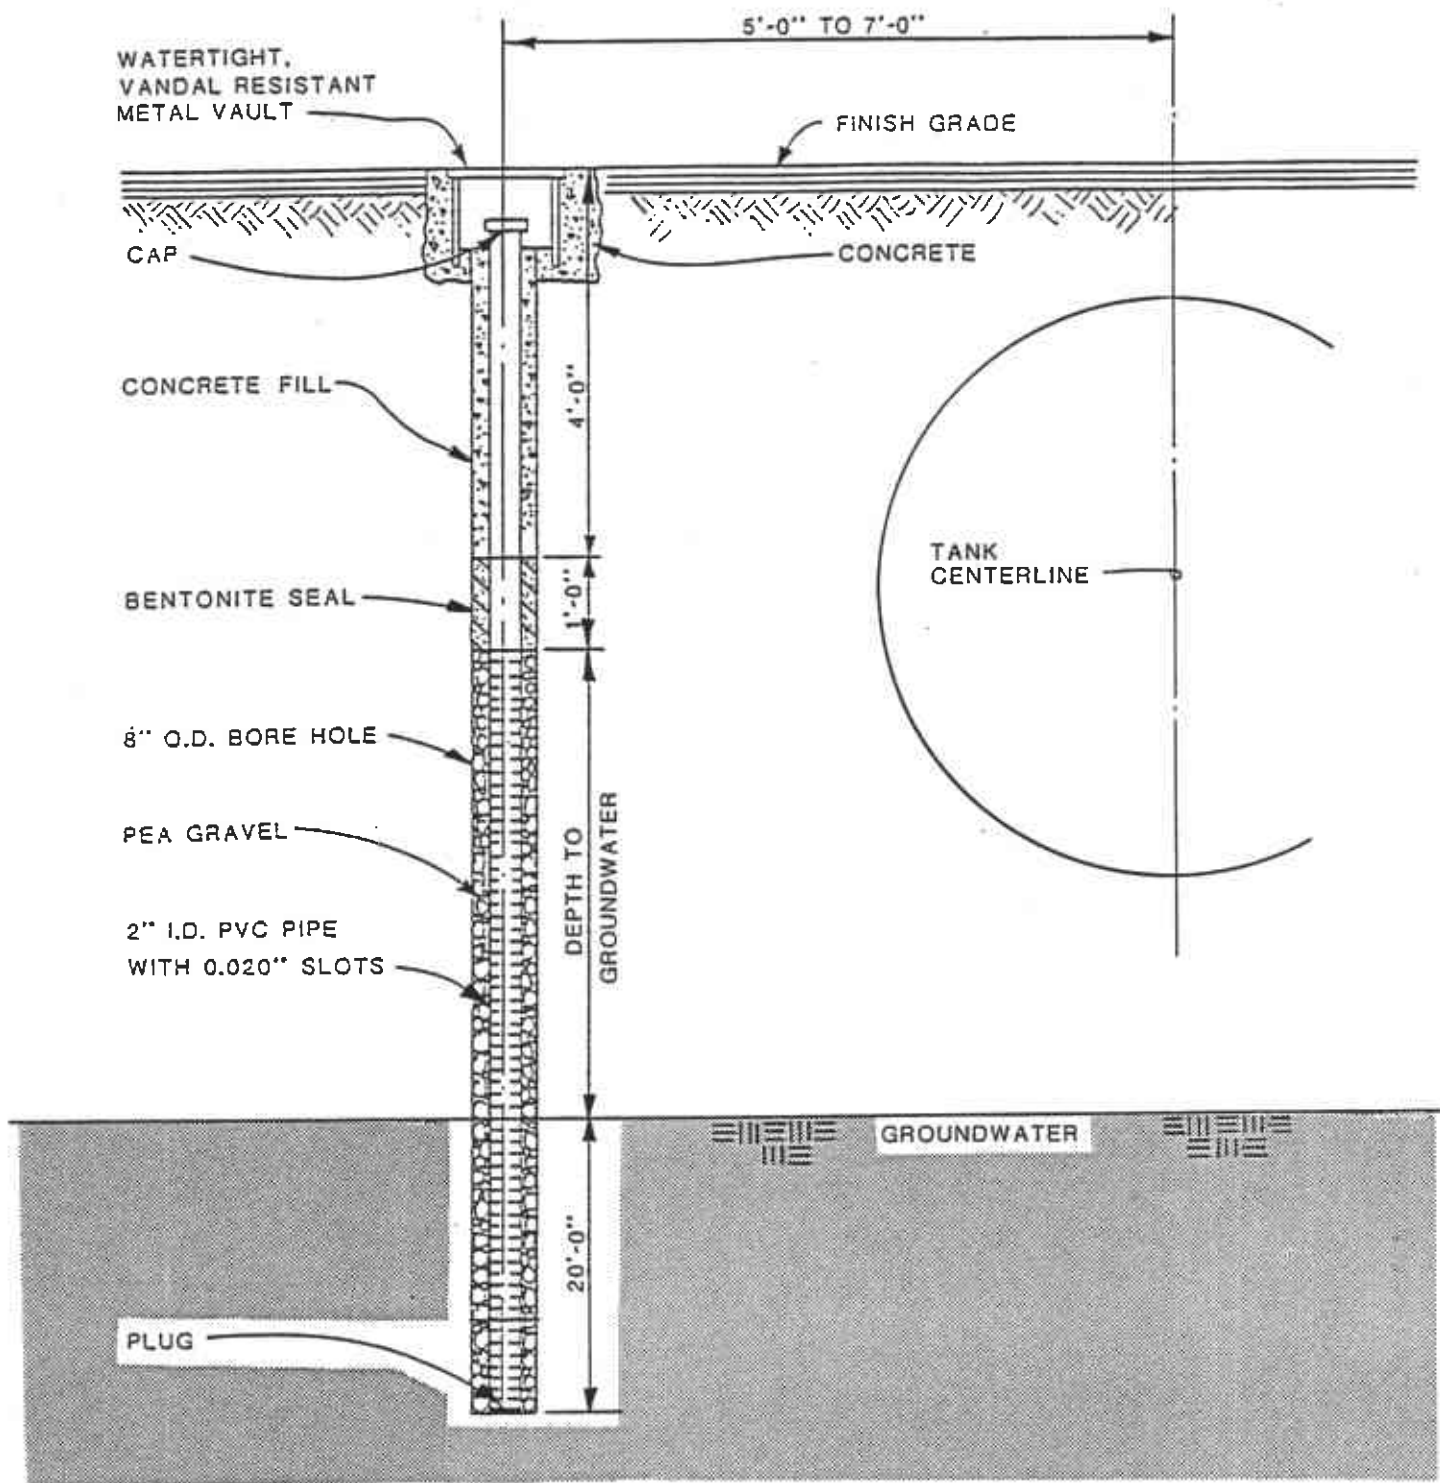 5'-0" TO 7'-0"
WATERTIGHT,
VANDAL RESISTANT
METAL VAULT
FINISH GRADE
CAP
CONCRETE
CONCRETE FILL
4'-0"
TANK
CENTERLINE
BENTONITE SEAL
1'-0"
8" O.D. BORE HOLE
PEA GRAVEL
DEPTH TO
GROUNDWATER
2" I.D. PVC PIPE
WITH 0.020" SLOTS
GROUNDWATER
20'-0"
PLUG